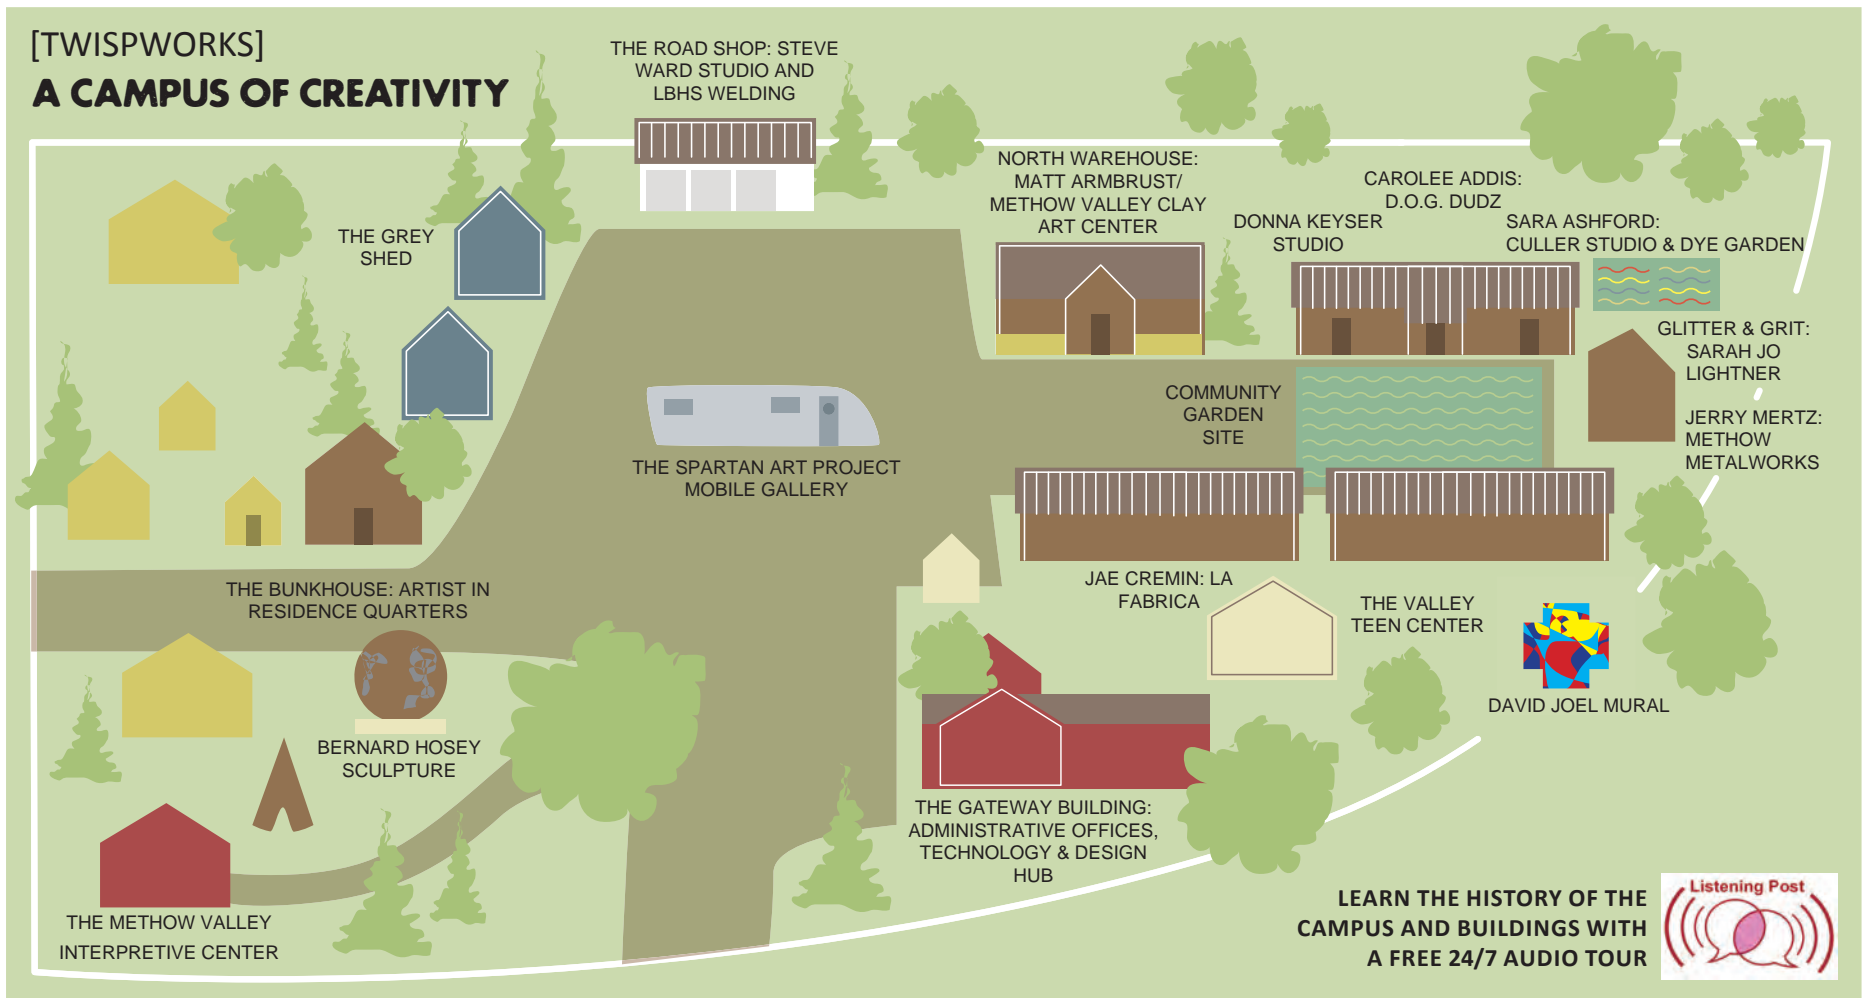 [TWISPWORKS]
A CAMPUS OF CREATIVITY
THE ROAD SHOP: STEVE
WARD STUDIO AND
LBHS WELDING
NORTH WAREHOUSE:
MATT ARMBRUST/
METHOW VALLEY CLAY
ART CENTER
CAROLEE ADDIS:
D.O.G. DUDZ
DONNA KEYSER
STUDIO
SARA ASHFORD:
CULLER STUDIO & DYE GARDEN
THE GREY
SHED
GLITTER & GRIT:
SARAH JO
LIGHTNER
COMMUNITY
GARDEN
SITE
JERRY MERTZ:
METHOW
METALWORKS
THE SPARTAN ART PROJECT
MOBILE GALLERY
THE BUNKHOUSE: ARTIST IN
RESIDENCE QUARTERS
JAE CREMIN: LA
FABRICA
THE VALLEY
TEEN CENTER
DAVID JOEL MURAL
BERNARD HOSEY
SCULPTURE
THE GATEWAY BUILDING:
ADMINISTRATIVE OFFICES,
TECHNOLOGY & DESIGN
HUB
THE METHOW VALLEY
INTERPRETIVE CENTER
LEARN THE HISTORY OF THE
CAMPUS AND BUILDINGS WITH
A FREE 24/7 AUDIO TOUR
Listening Post